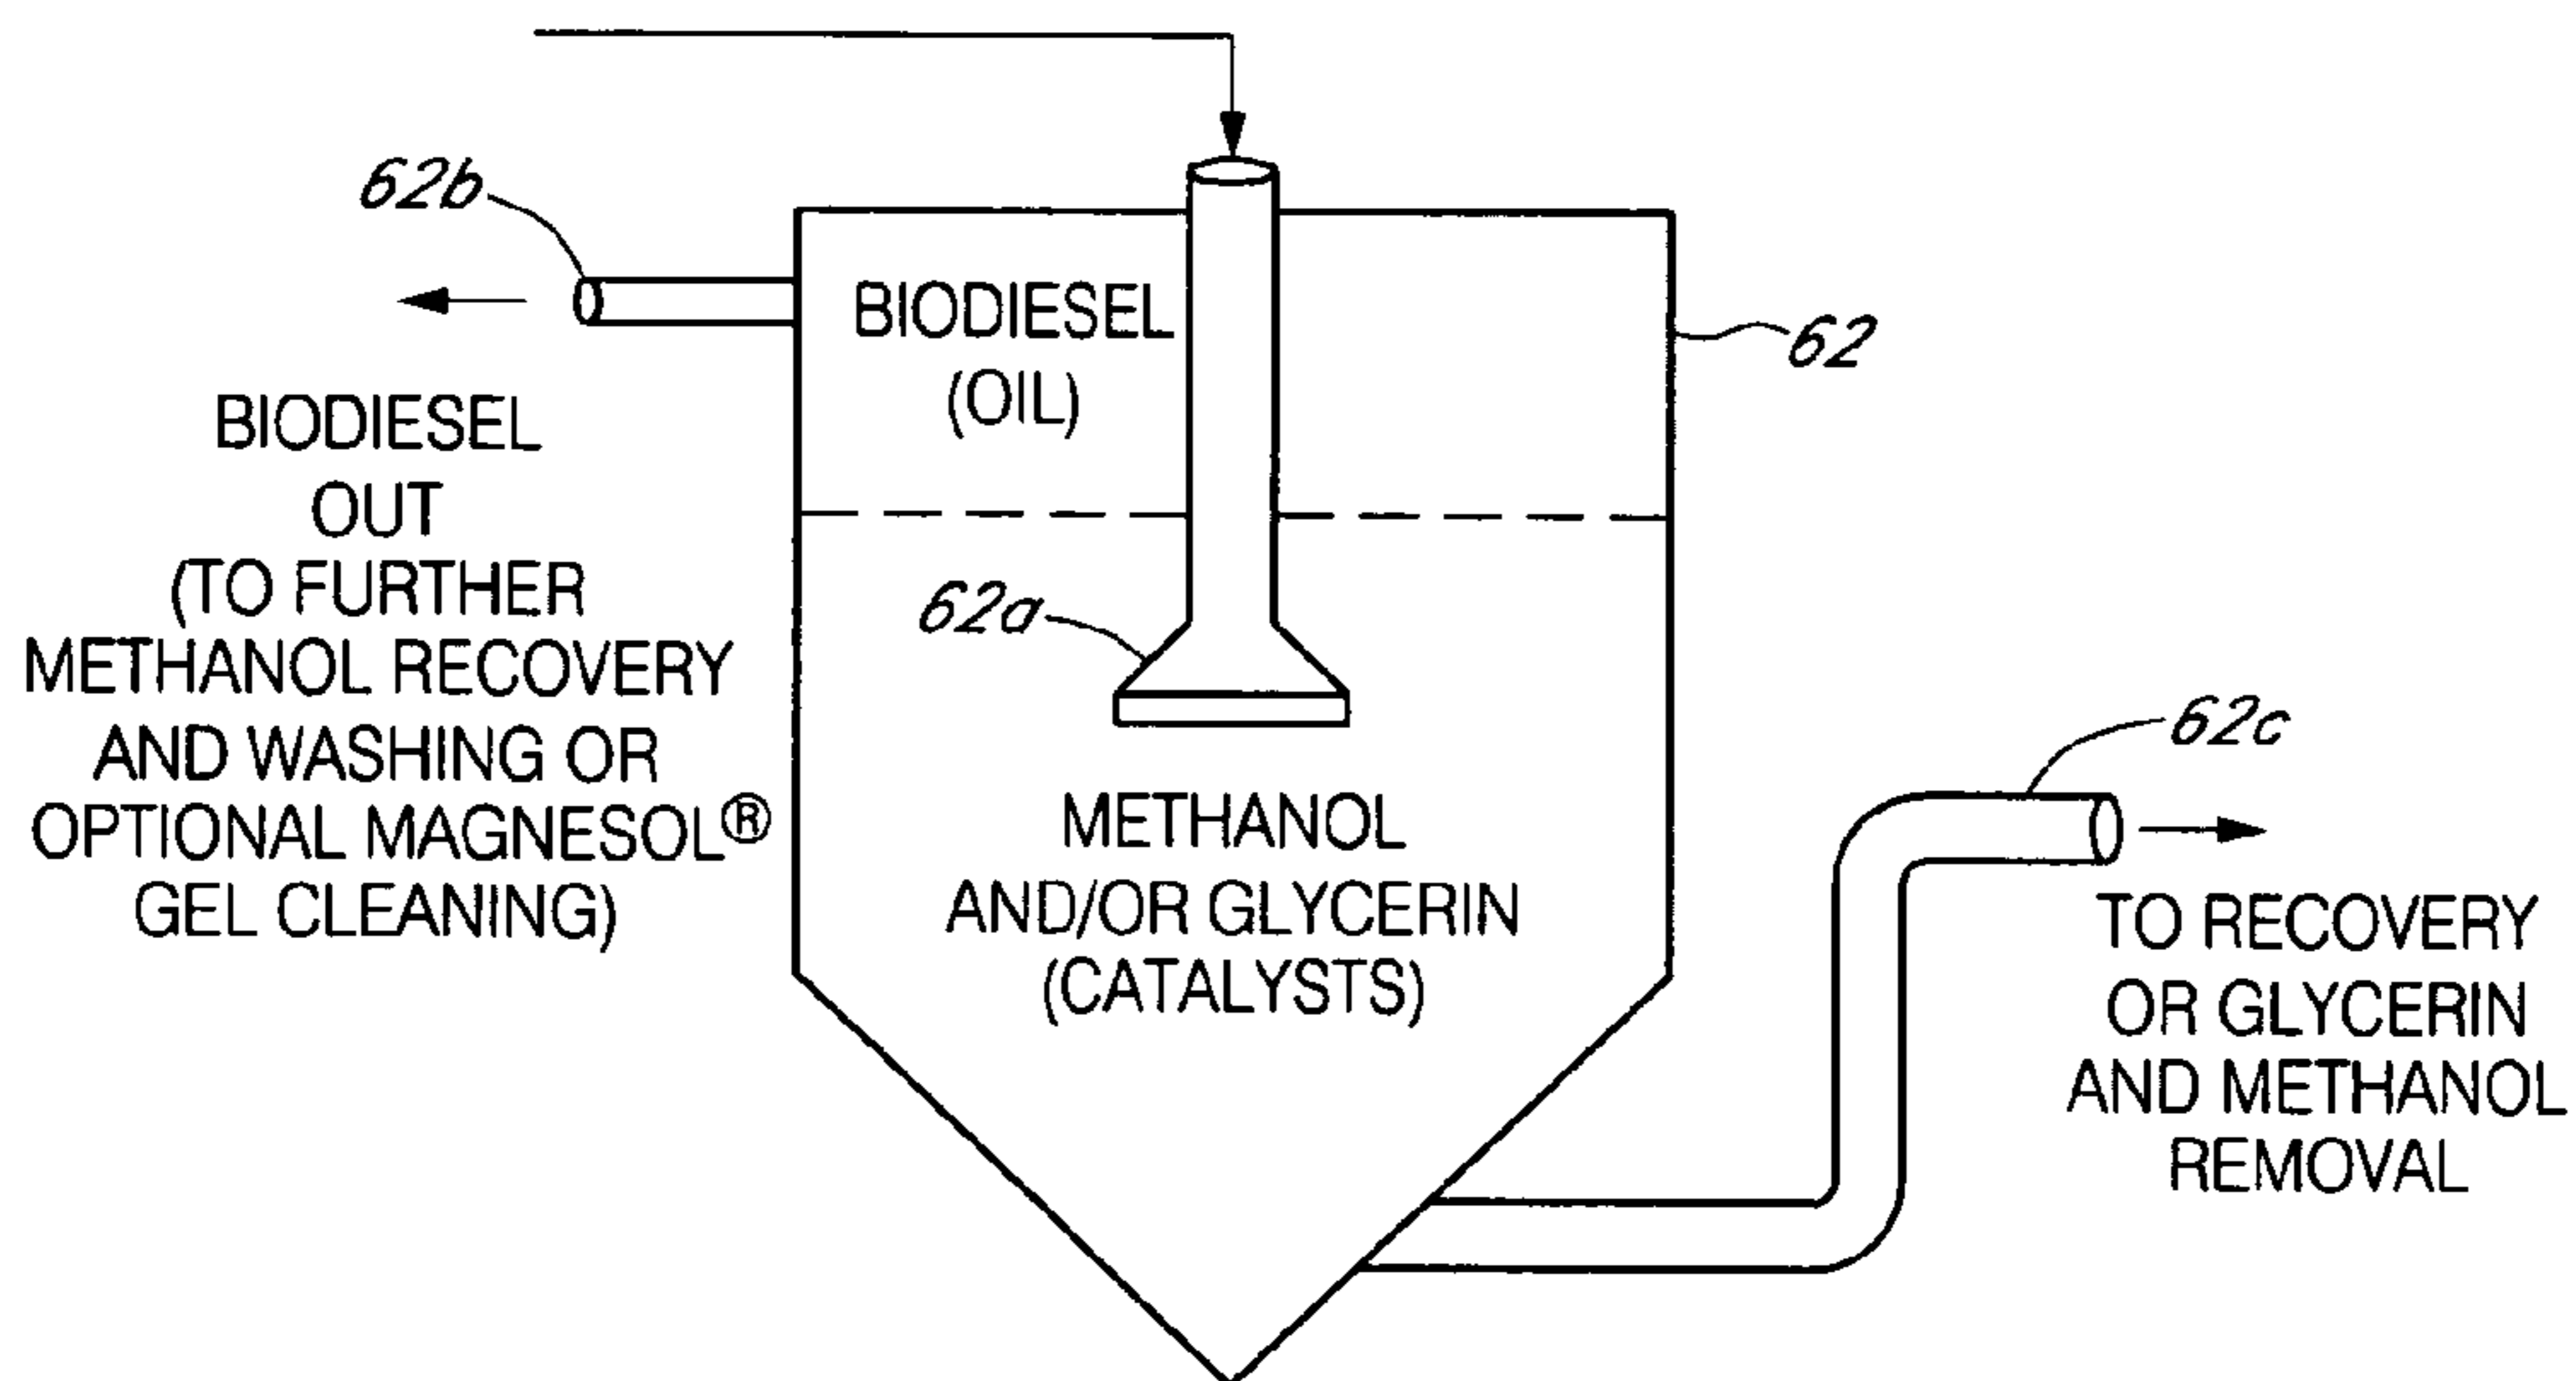 62b
BIODIESEL
(OIL)
62
BIODIESEL
OUT
(TO FURTHER
METHANOL RECOVERY
AND WASHING OR
OPTIONAL MAGNESOL®
GEL CLEANING)
62a
METHANOL
AND/OR GLYCERIN
(CATALYSTS)
62c
TO RECOVERY
OR GLYCERIN
AND METHANOL
REMOVAL